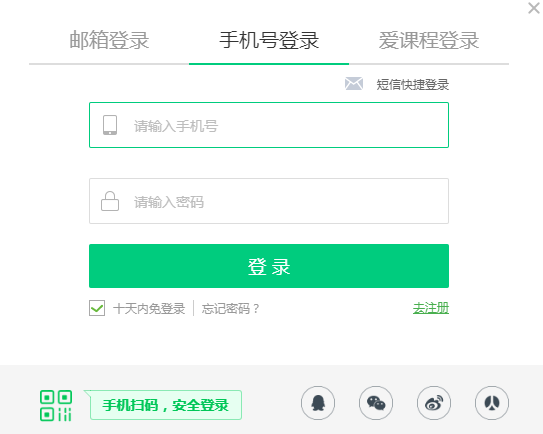 邮箱登录 手机号登录 爱课程登录
短信快捷登录
请输入手机号
请输入密码
登 录
十天内免登录 忘记密码？ 去注册
手机扫码，安全登录